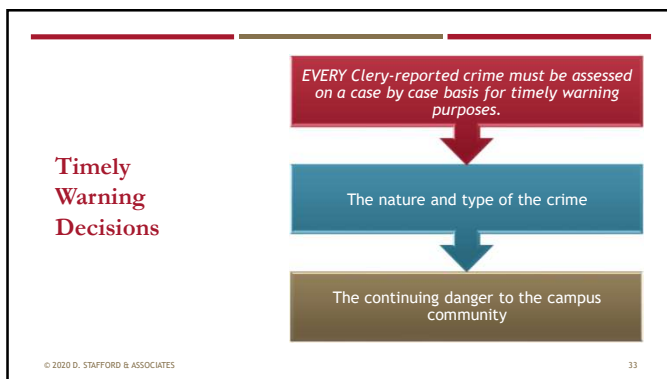 Timely
Warning
Decisions
EVERY Clery-reported crime must be assessed
on a case by case basis for timely warning
purposes.
The nature and type of the crime
The continuing danger to the campus
community
© 2020 D. STAFFORD & ASSOCIATES
33